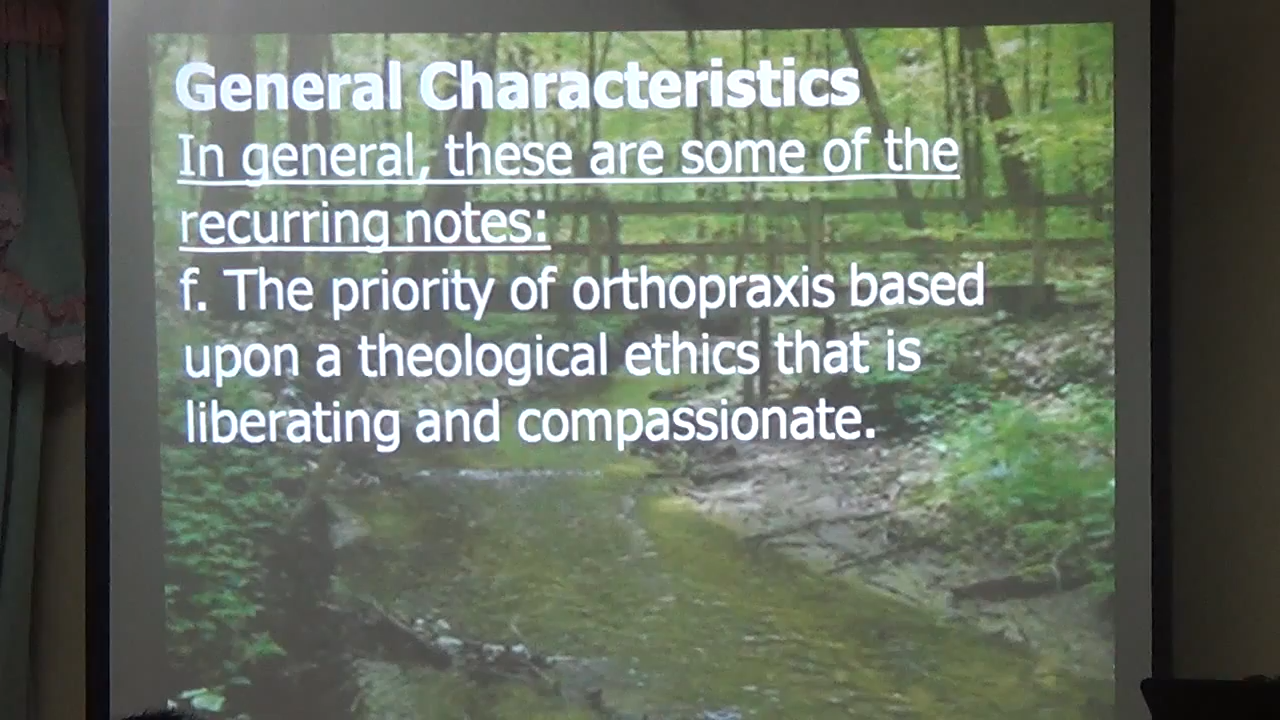 General Characteristics
In general, these are some of the
recurring notes:
f. The priority of orthopraxis based
upon a theological ethics that is
liberating and compassionate.